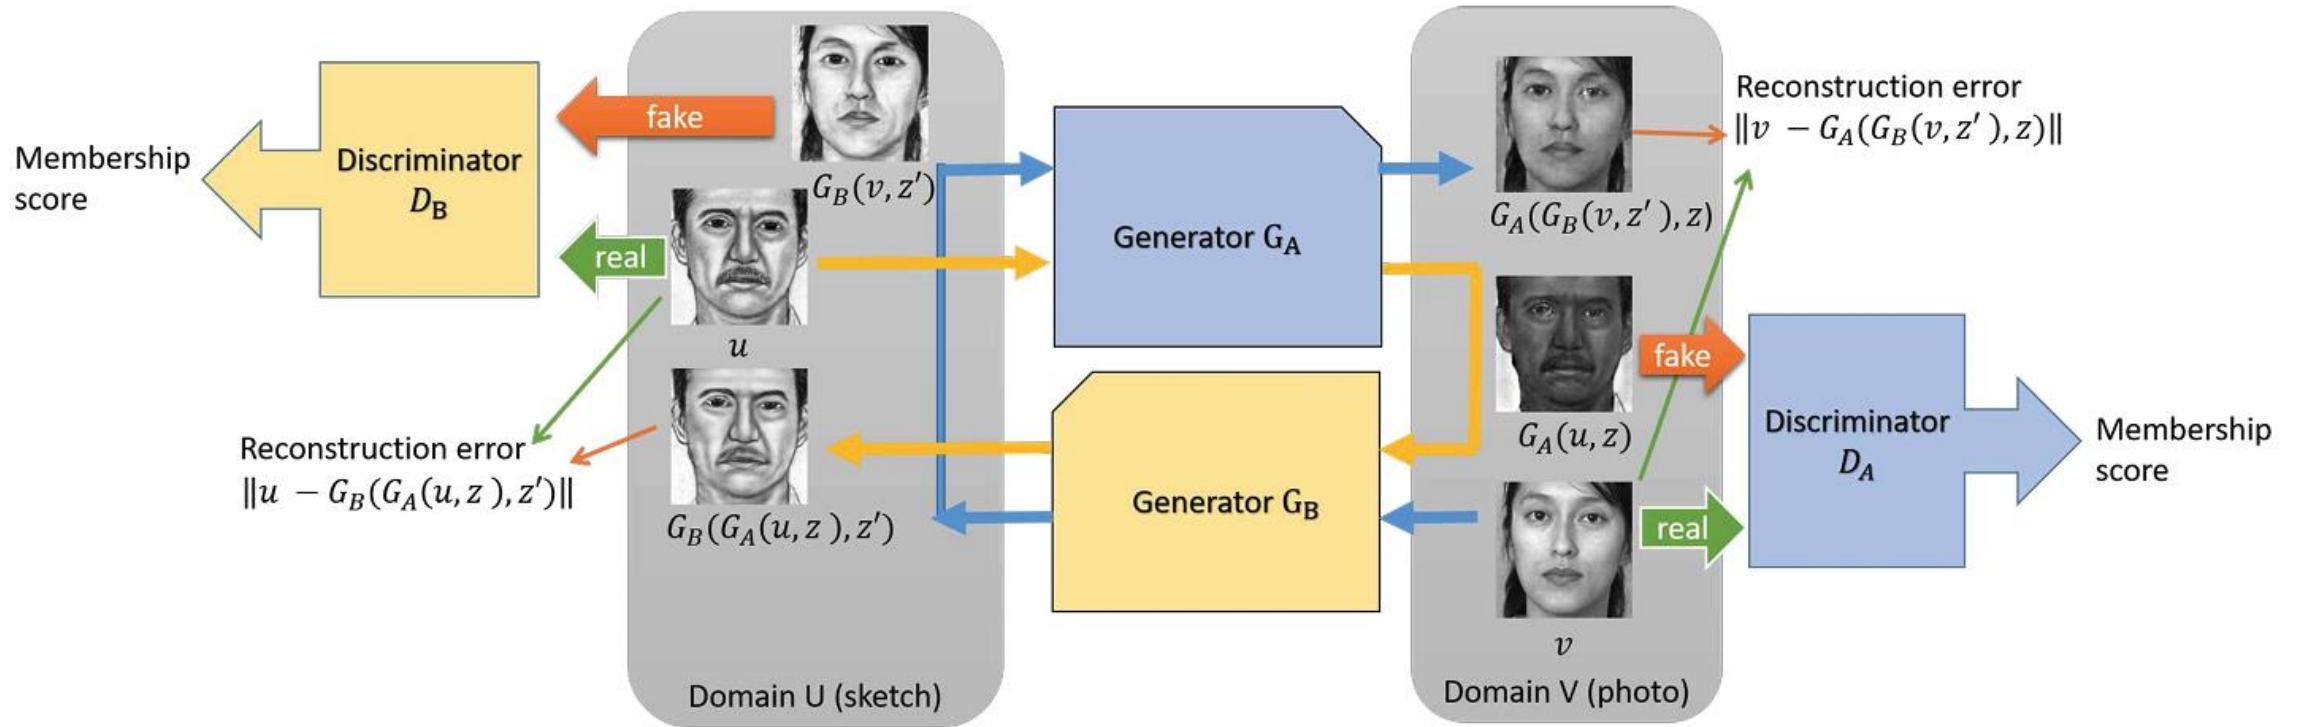 Membership
score
Discriminator
D_B
fake
real
G_B(v, z′)
u
G_B(G_A(u, z ), z′)
Domain U (sketch)
Reconstruction error
‖u − G_B(G_A(u, z ), z′)‖
Generator G_A
Generator G_B
G_A(G_B(v, z′ ), z)
G_A(u, z)
v
Domain V (photo)
Reconstruction error
‖v − G_A(G_B(v, z′ ), z)‖
fake
real
Discriminator
D_A
Membership
score